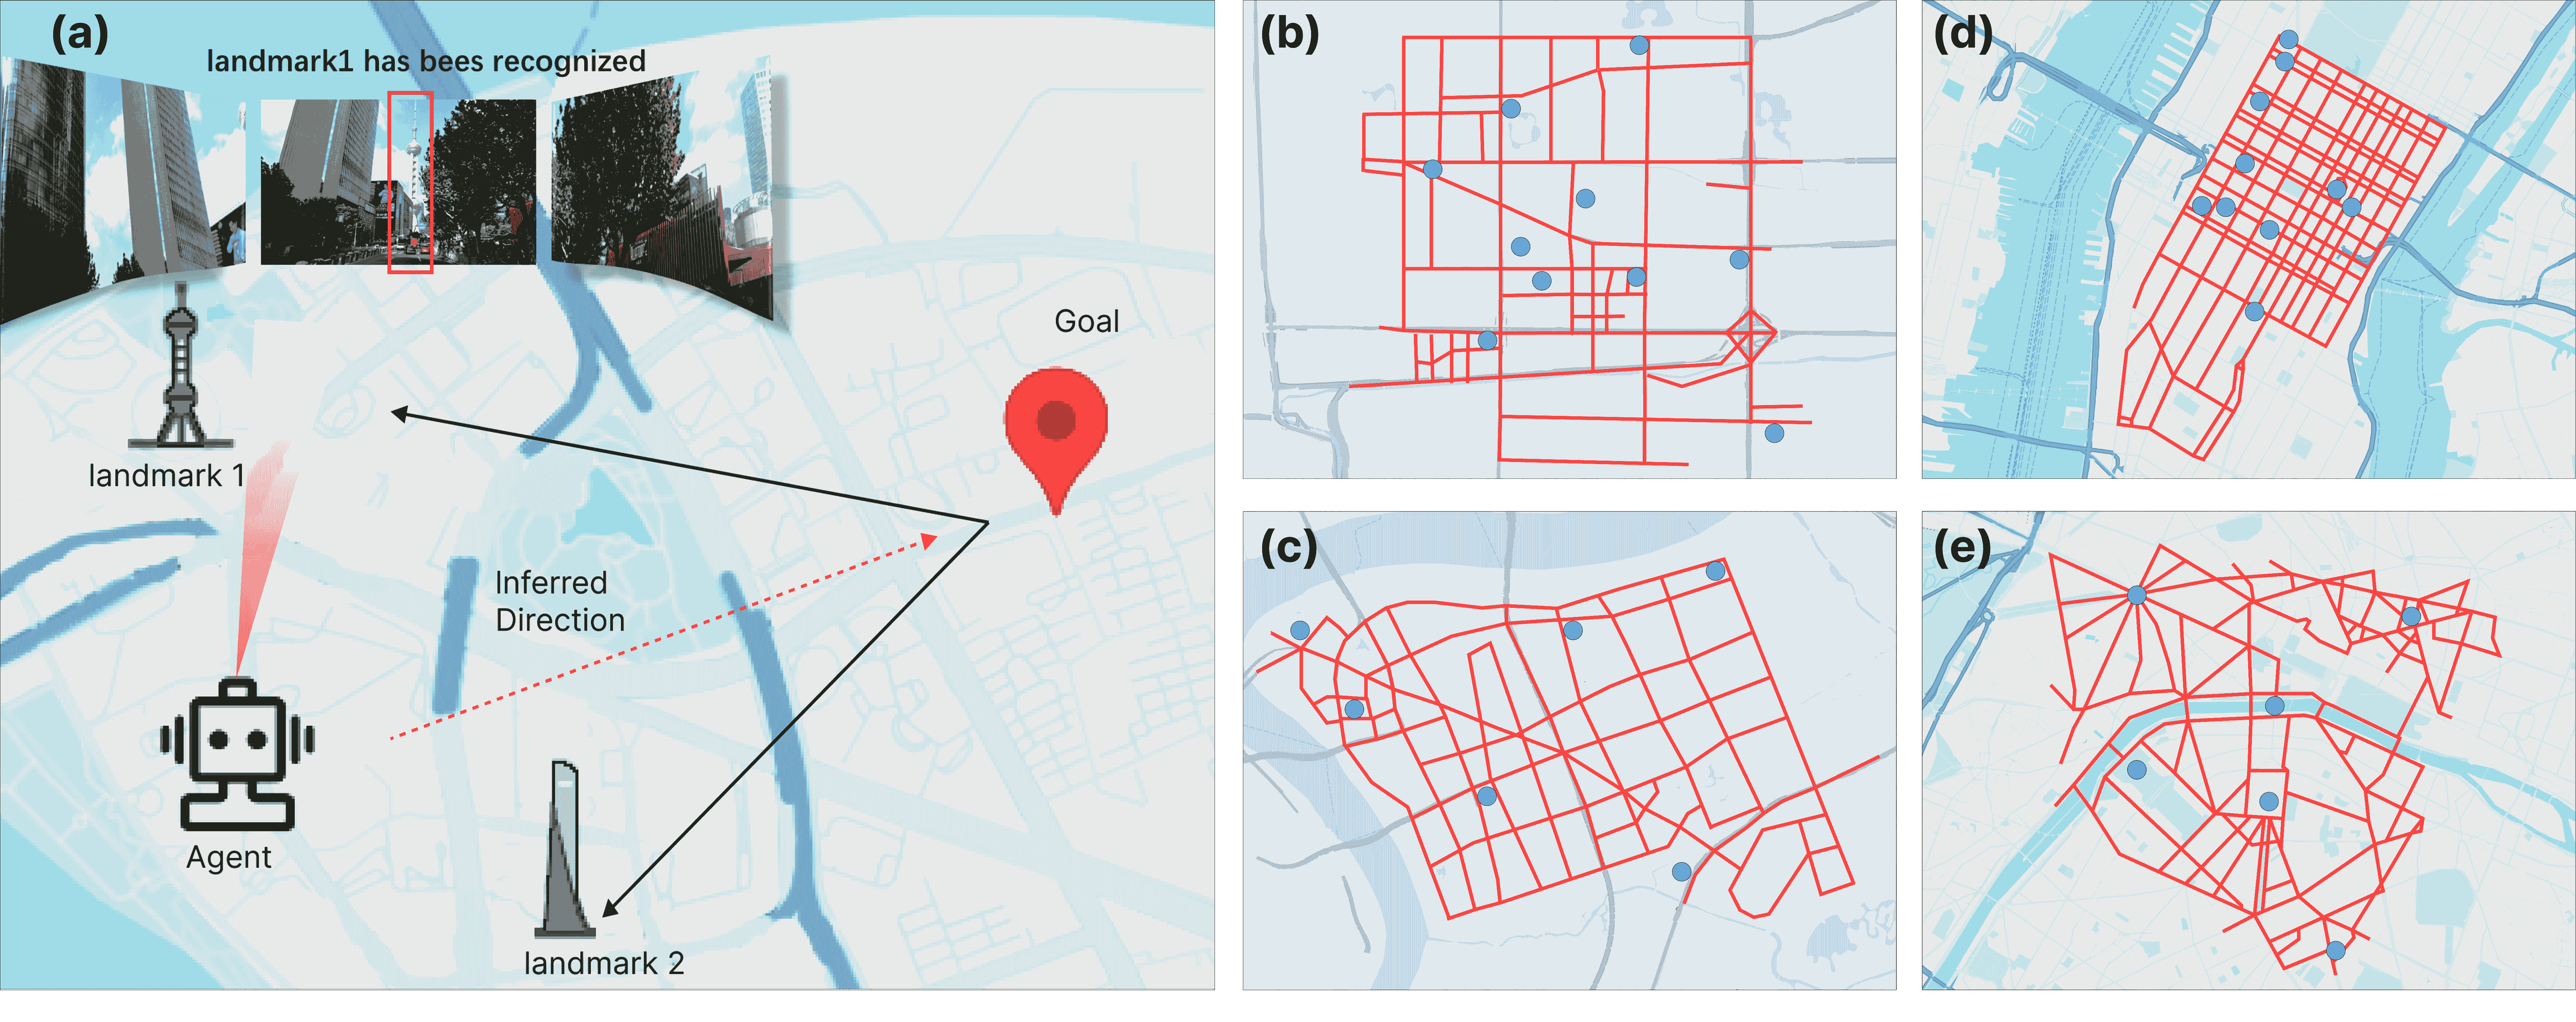 (a)
landmark1 has bees recognized
landmark 1
Goal
Inferred
Direction
Agent
landmark 2
(b)
(c)
(d)
(e)